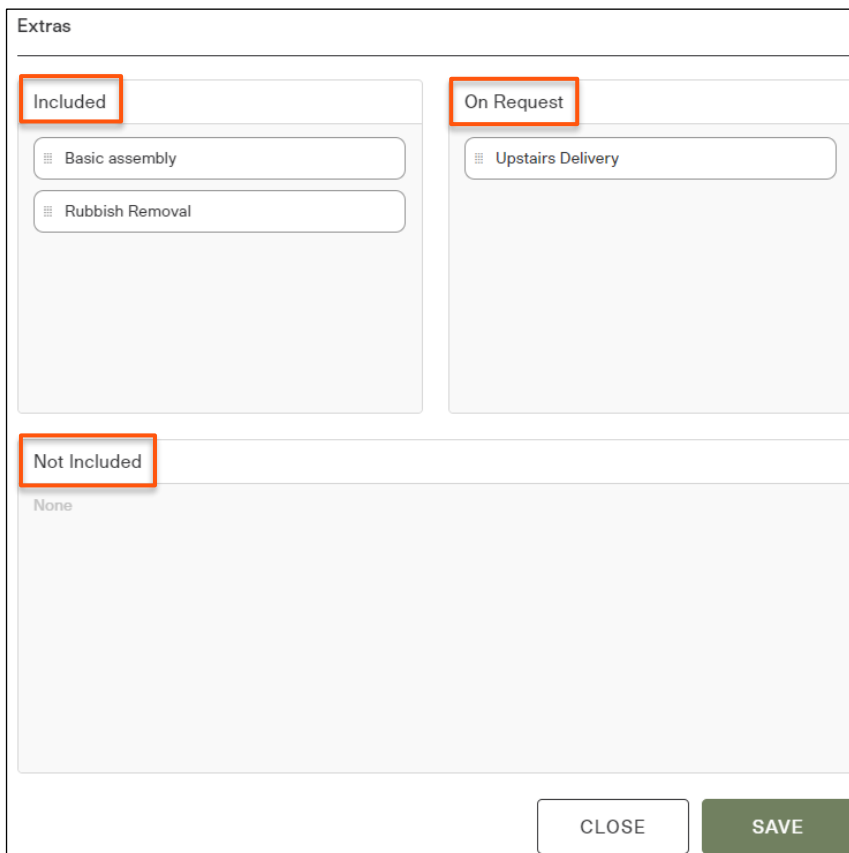 Extras
Included
Basic assembly
Rubbish Removal
On Request
Upstairs Delivery
Not Included
None
CLOSE
SAVE